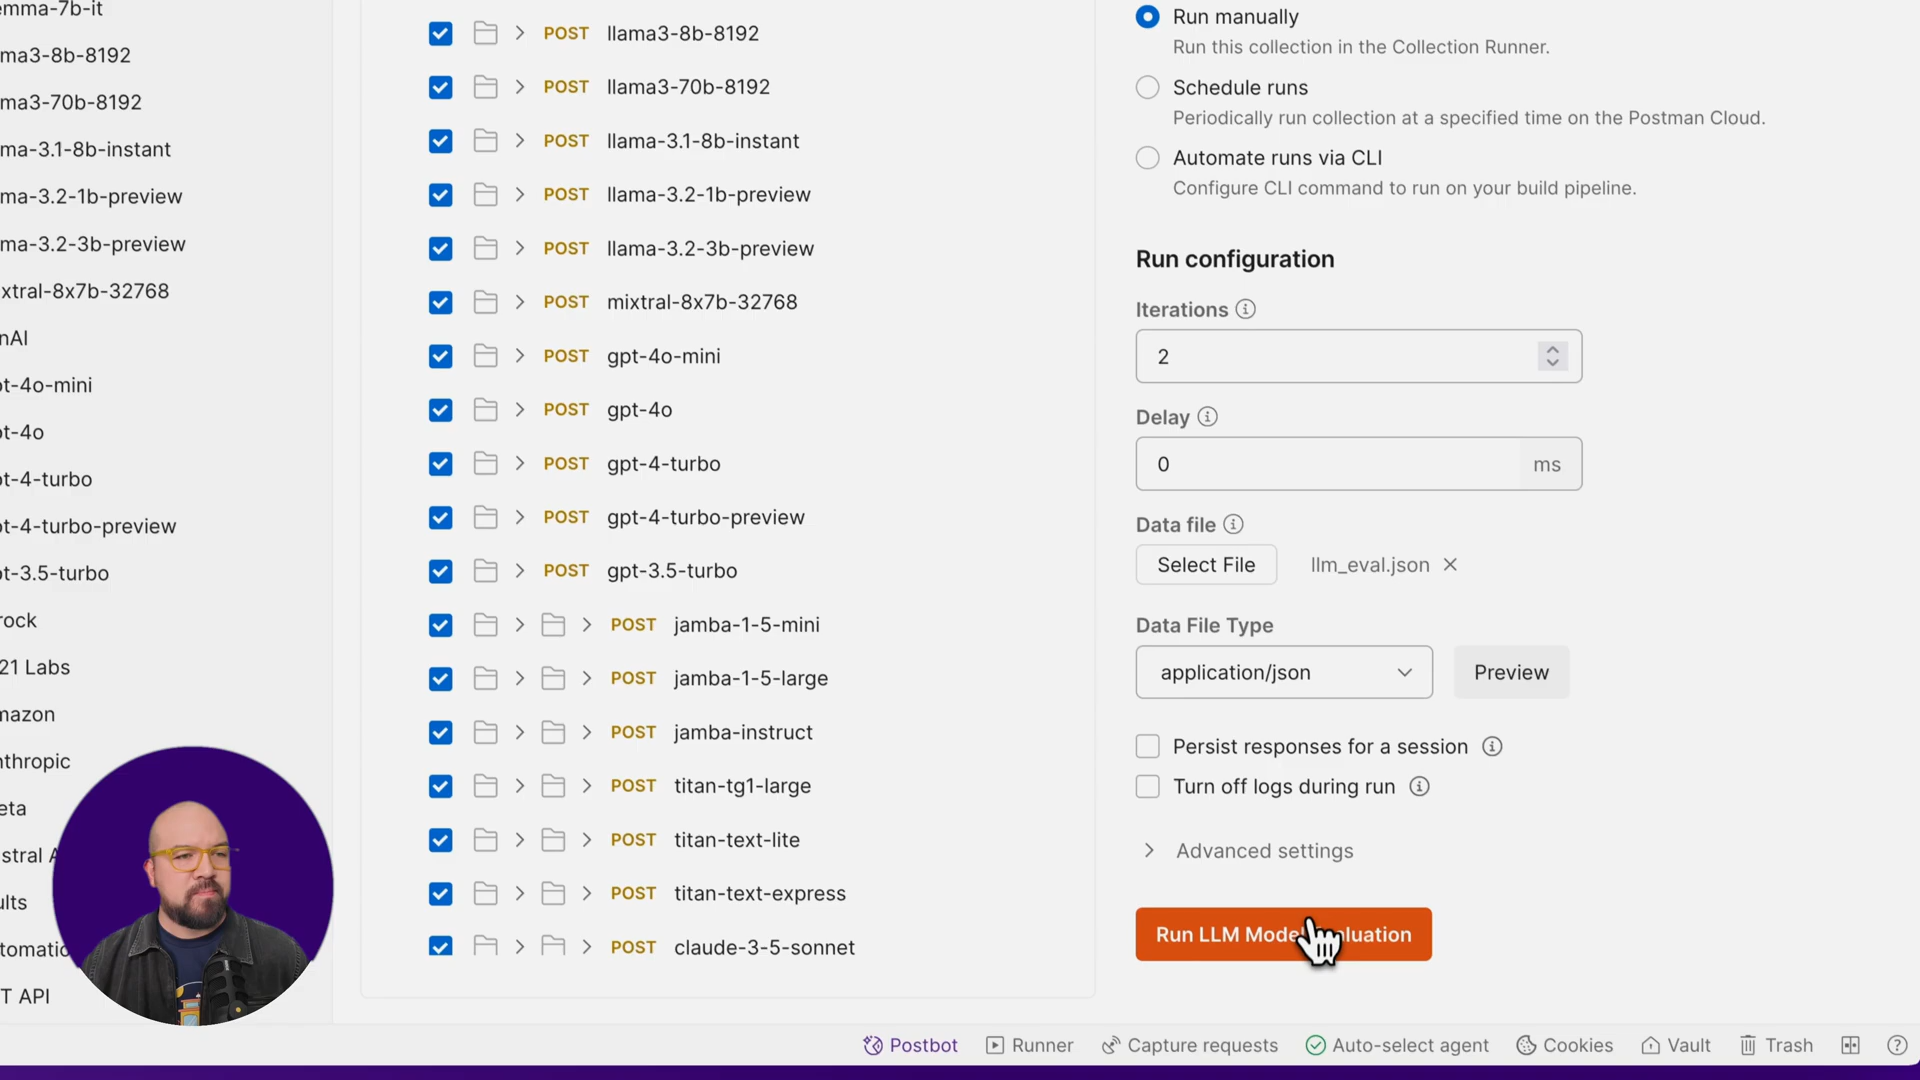 emma-7b-it
ma3-8b-8192
ma3-70b-8192
ma-3.1-8b-instant
ma-3.2-1b-preview
ma-3.2-3b-preview
xtral-8x7b-32768
nAI
t-4o-mini
t-4o
t-4-turbo
t-4-turbo-preview
t-3.5-turbo
rock
21 Labs
mazon
nthropic
eta
stral A
ults
tomatic
T API
POST llama3-8b-8192
POST llama3-70b-8192
POST llama-3.1-8b-instant
POST llama-3.2-1b-preview
POST llama-3.2-3b-preview
POST mixtral-8x7b-32768
POST gpt-4o-mini
POST gpt-4o
POST gpt-4-turbo
POST gpt-4-turbo-preview
POST gpt-3.5-turbo
POST jamba-1-5-mini
POST jamba-1-5-large
POST jamba-instruct
POST titan-tg1-large
POST titan-text-lite
POST titan-text-express
POST claude-3-5-sonnet
Run manually
Run this collection in the Collection Runner.
Schedule runs
Periodically run collection at a specified time on the Postman Cloud.
Automate runs via CLI
Configure CLI command to run on your build pipeline.
Run configuration
Iterations
2
Delay
0 ms
Data file
Select File llm_eval.json
Data File Type
application/json Preview
Persist responses for a session
Turn off logs during run
Advanced settings
Run LLM Mode luation
Postbot Runner Capture requests Auto-select agent Cookies Vault Trash